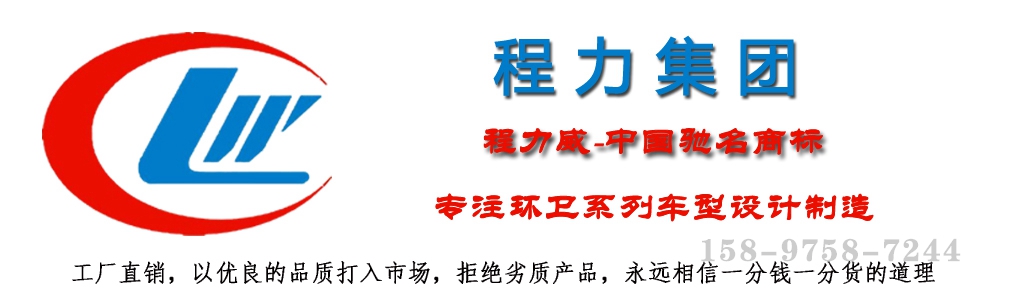 CLW
程力集团
程力威-中国驰名商标
专注环卫系列车型设计制造
158-9758-7244
工厂直销，以优良的品质打入市场，拒绝劣质产品，永远相信一分钱一分货的道理